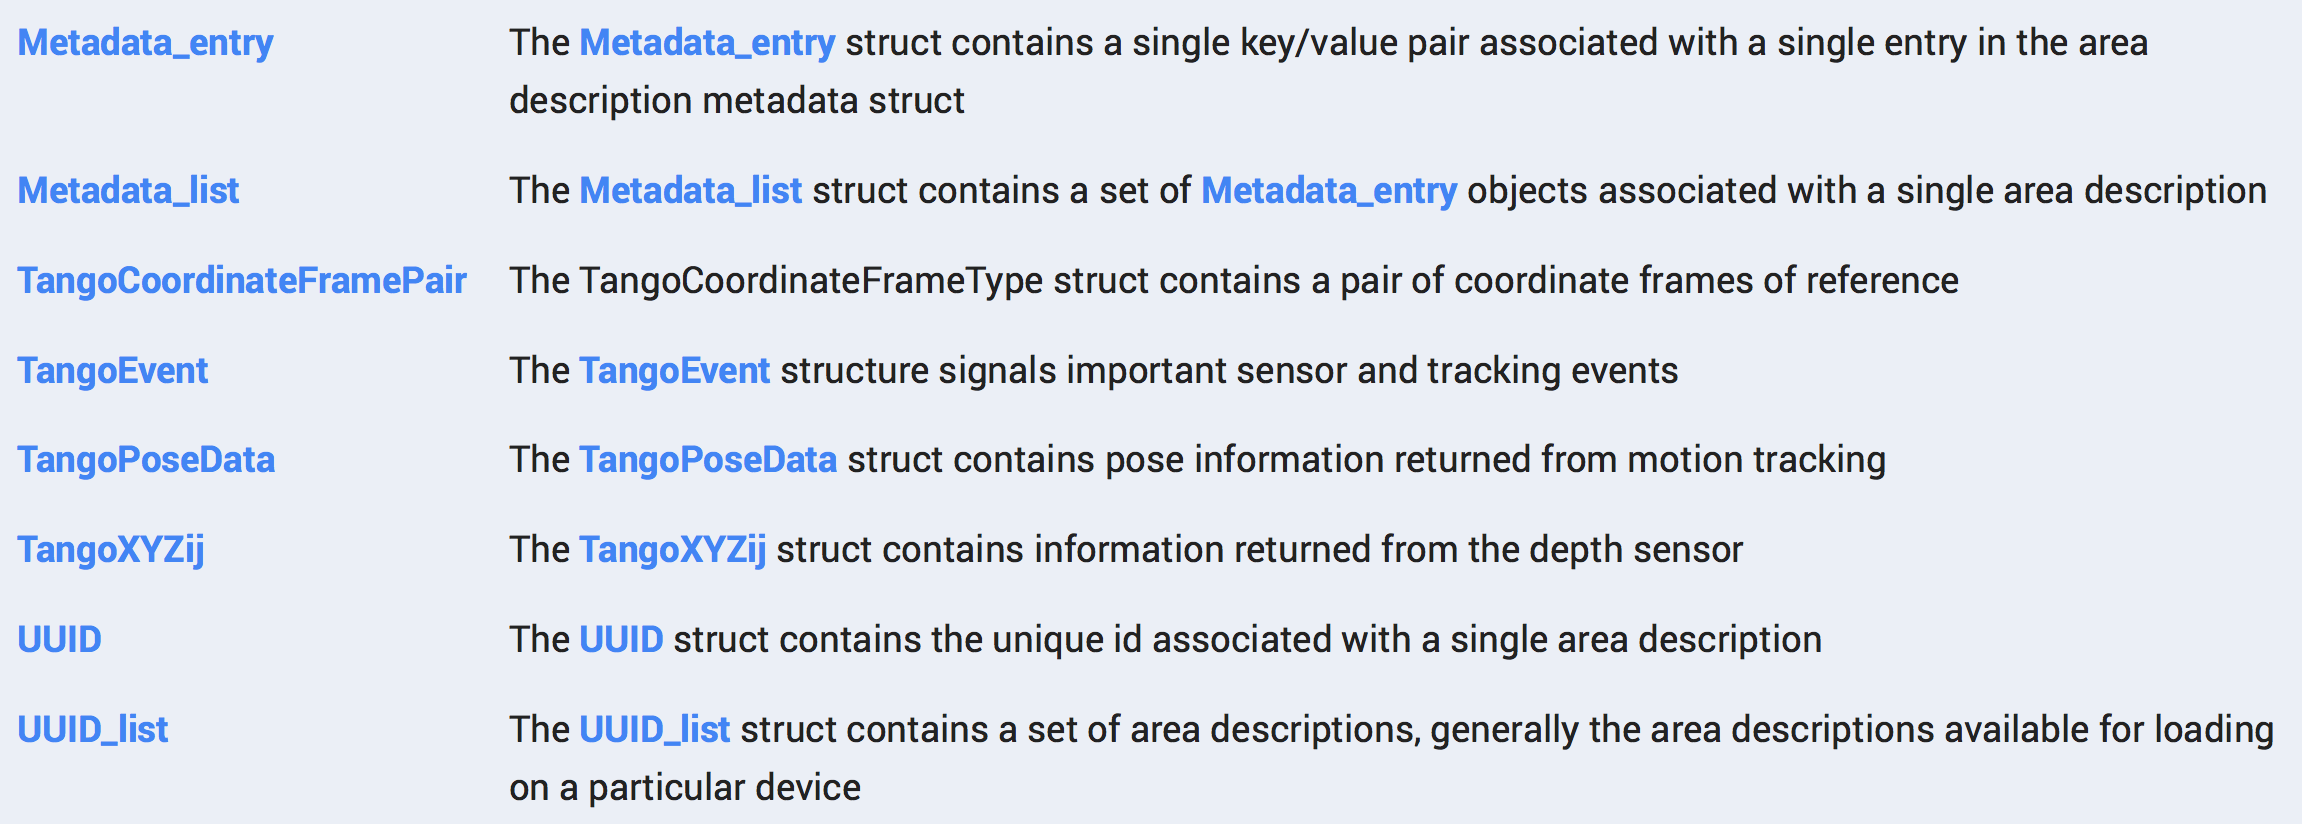 Metadata_entry The Metadata_entry struct contains a single key/value pair associated with a single entry in the area
description metadata struct
Metadata_list The Metadata_list struct contains a set of Metadata_entry objects associated with a single area description
TangoCoordinateFramePair The TangoCoordinateFrameType struct contains a pair of coordinate frames of reference
TangoEvent The TangoEvent structure signals important sensor and tracking events
TangoPoseData The TangoPoseData struct contains pose information returned from motion tracking
TangoXYZij The TangoXYZij struct contains information returned from the depth sensor
UUID The UUID struct contains the unique id associated with a single area description
UUID_list The UUID_list struct contains a set of area descriptions, generally the area descriptions available for loading
on a particular device